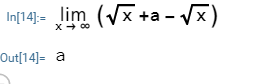 In[14]:= lim x→∞ (√x + a - √x)
Out[14]= a